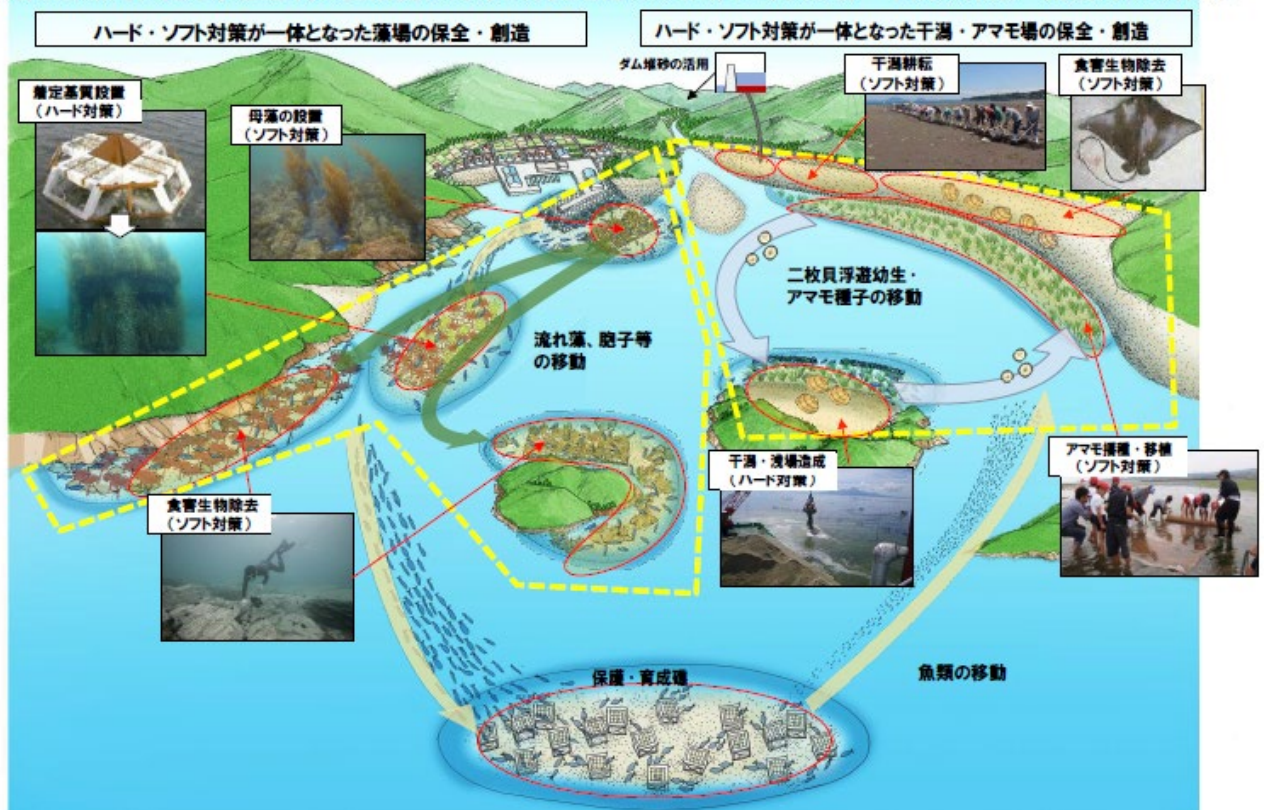 ハード・ソフト対策が一体となった藻場の保全・創造
ハード・ソフト対策が一体となった干潟・アマモ場の保全・創造
着定基質設置
（ハード対策）
母藻の設置
（ソフト対策）
ダム堆砂の活用
干潟耕耘
（ソフト対策）
食害生物除去
（ソフト対策）
二枚貝浮遊幼生・
アマモ種子の移動
流れ藻、胞子等
の移動
食害生物除去
（ソフト対策）
干潟・浅場造成
（ハード対策）
アマモ播種・移植
（ソフト対策）
保護・育成礁
魚類の移動